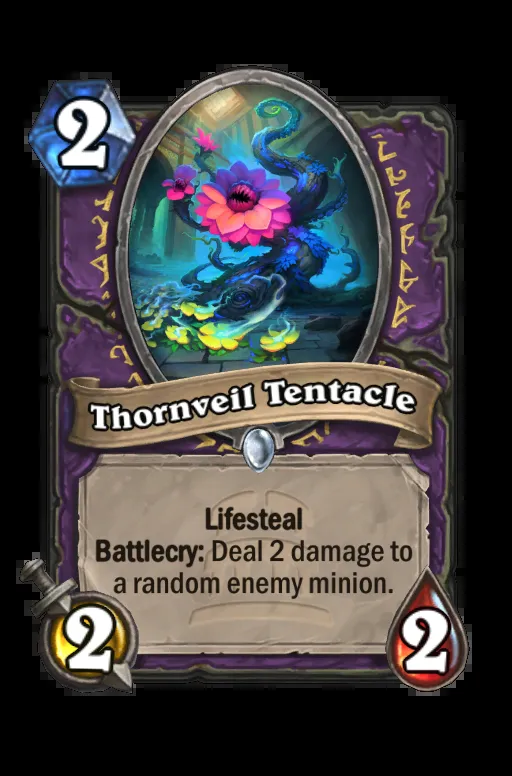 2
Thornveil Tentacle
Lifesteal
Battlecry: Deal 2 damage to
a random enemy minion.
2
2